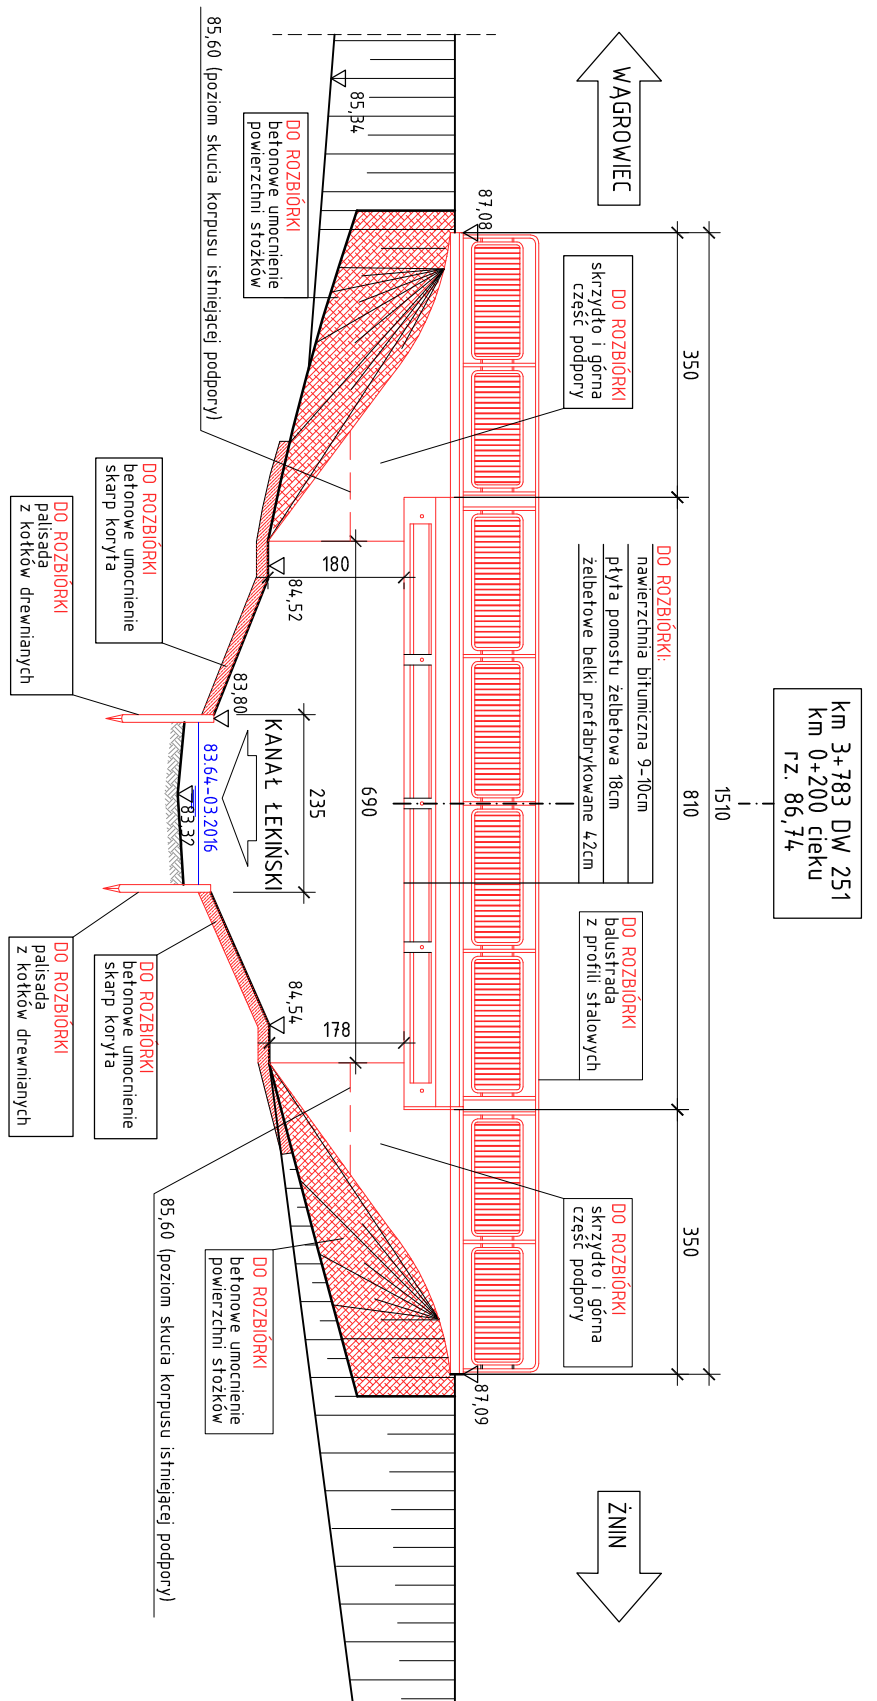 WĄGROWIEC
ŻNIN
km 3+783 DW 251
km 0+200 cieku
rz. 86,74
1510
350
810
350
87,08
87,09
85,34
DO ROZBIÓRKI
skrzydło i górna
część podpory
DO ROZBIÓRKI:
nawierzchnia bitumiczna 9-10cm
płyta pomostu żelbetowa 18cm
żelbetowe belki prefabrykowane 42cm
DO ROZBIÓRKI
balustrada
z profili stalowych
DO ROZBIÓRKI
skrzydło i górna
część podpory
DO ROZBIÓRKI
betonowe umocnienie
powierzchni stożków
85,60 (poziom skucia korpusu istniejącej podpory)
690
180
178
84,52
84,54
235
KANAŁ ŁEKIŃSKI
83,80
83.64-03.2016
83.32
DO ROZBIÓRKI
betonowe umocnienie
skarp koryta
DO ROZBIÓRKI
palisada
z kołków drewnianych
DO ROZBIÓRKI
betonowe umocnienie
skarp koryta
DO ROZBIÓRKI
palisada
z kołków drewnianych
DO ROZBIÓRKI
betonowe umocnienie
powierzchni stożków
85,60 (poziom skucia korpusu istniejącej podpory)